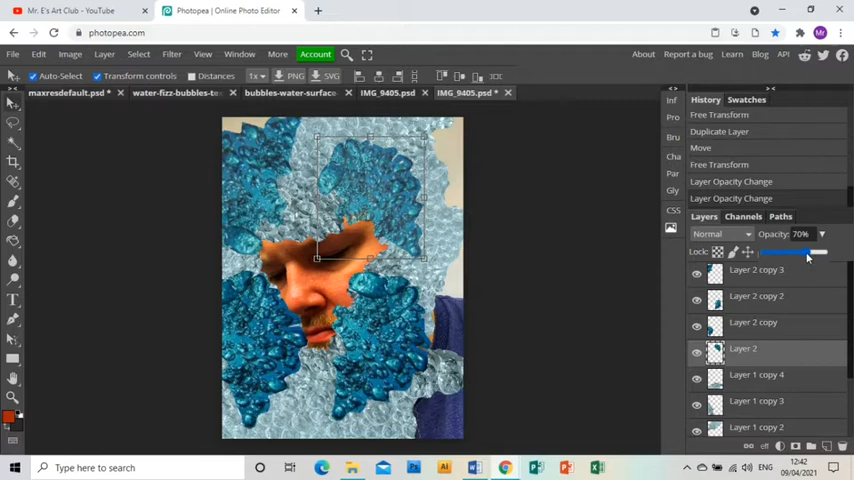 Mr. E's Art Club - YouTube
Photopea | Online Photo Editor
photopea.com
Mr
File Edit Image Layer Select Filter View Window More Account
About Report a bug Learn Blog API
Auto-Select Transform controls Distances 1x PNG SVG
maxresdefault.psd * water-fizz-bubbles-te bubbles-water-surface IMG_9405.psd IMG_9405.psd *
Inf
Pro
Bru
Cha
Par
Gly
CSS
History Swatches
Free Transform
Duplicate Layer
Move
Free Transform
Layer Opacity Change
Layer Opacity Change
Layers Channels Paths
Normal Opacity: 70%
Lock:
Layer 2 copy 3
Layer 2 copy 2
Layer 2 copy
Layer 2
Layer 1 copy 4
Layer 1 copy 3
Layer 1 copy 2
eff
Type here to search
ENG
12:42
09/04/2021